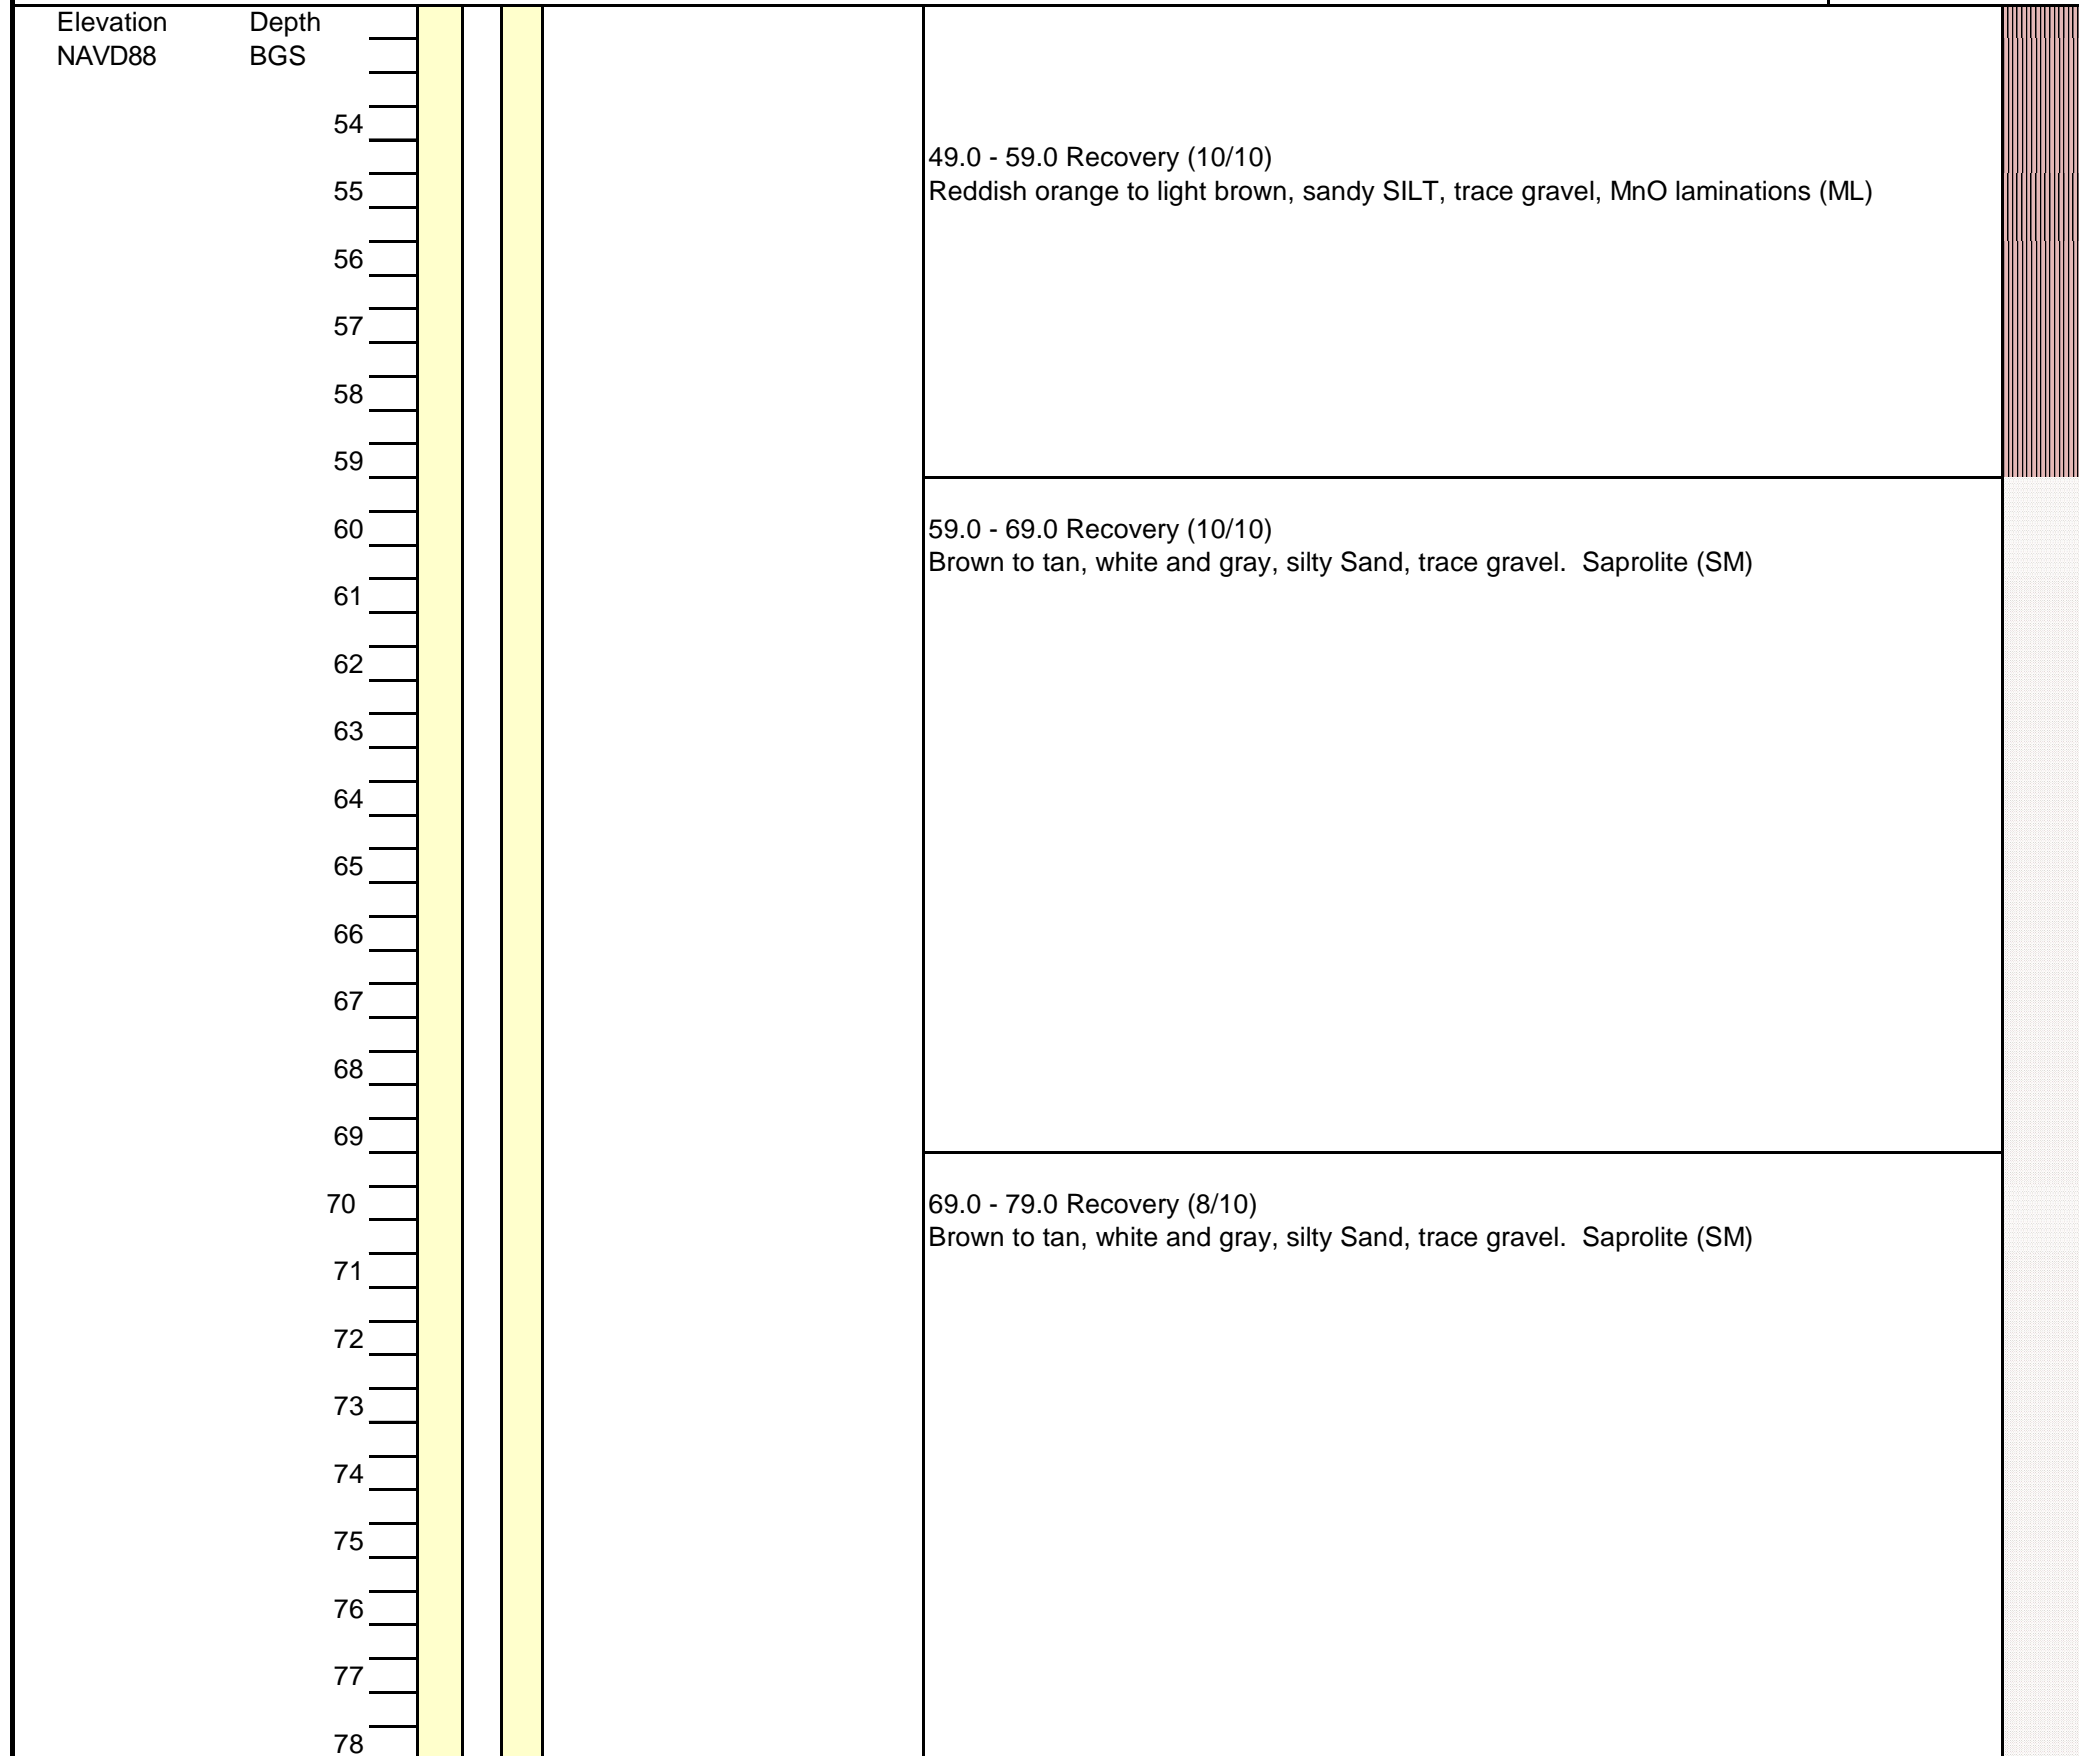 Elevation Depth
NAVD88 BGS
54
49.0 - 59.0 Recovery (10/10)
55 Reddish orange to light brown, sandy SILT, trace gravel, MnO laminations (ML)
56
57
58
59
60 59.0 - 69.0 Recovery (10/10)
Brown to tan, white and gray, silty Sand, trace gravel.  Saprolite (SM)
61
62
63
64
65
66
67
68
69
70 69.0 - 79.0 Recovery (8/10)
Brown to tan, white and gray, silty Sand, trace gravel.  Saprolite (SM)
71
72
73
74
75
76
77
78